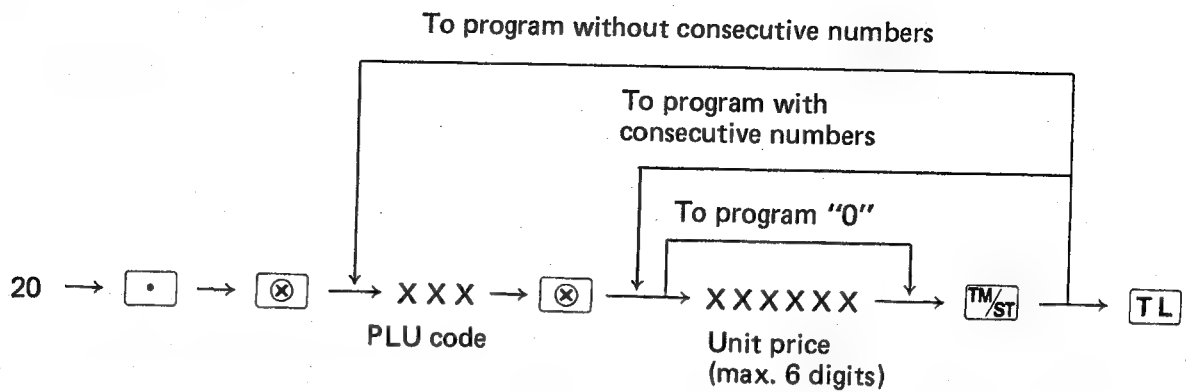 To program without consecutive numbers
To program with
consecutive numbers
To program "0"
20 → • → ⊗ → XXX → ⊗ → XXXXXX → TM/ST → TL
PLU code
Unit price
(max. 6 digits)